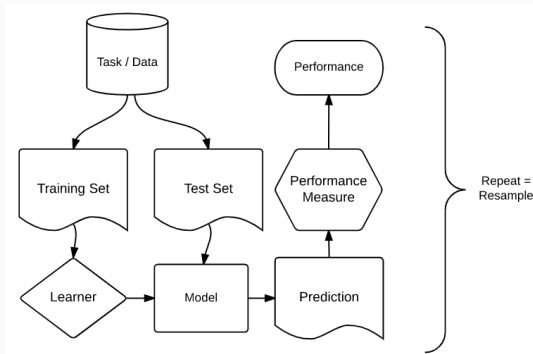 Task / Data
Performance
Training Set
Test Set
Performance
Measure
Repeat =
Resample
Learner
Model
Prediction